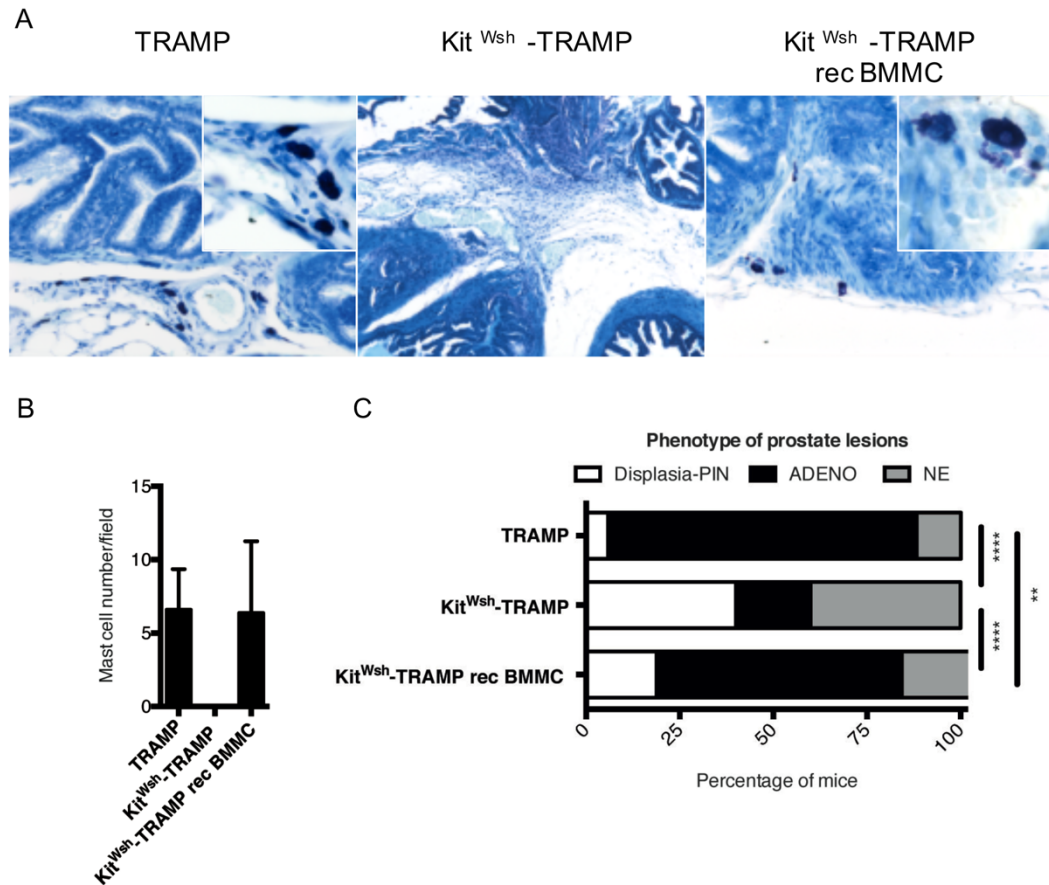 A
TRAMP
Kit Wsh -TRAMP
Kit Wsh -TRAMP
rec BMMC
B
15
10
5
0
Mast cell number/field
TRAMP
KitWsh-TRAMP
KitWsh-TRAMP rec BMMC
C
Phenotype of prostate lesions
Displasia-PIN
ADENO
NE
TRAMP
KitWsh-TRAMP
KitWsh-TRAMP rec BMMC
****
****
**
0
25
50
75
100
Percentage of mice